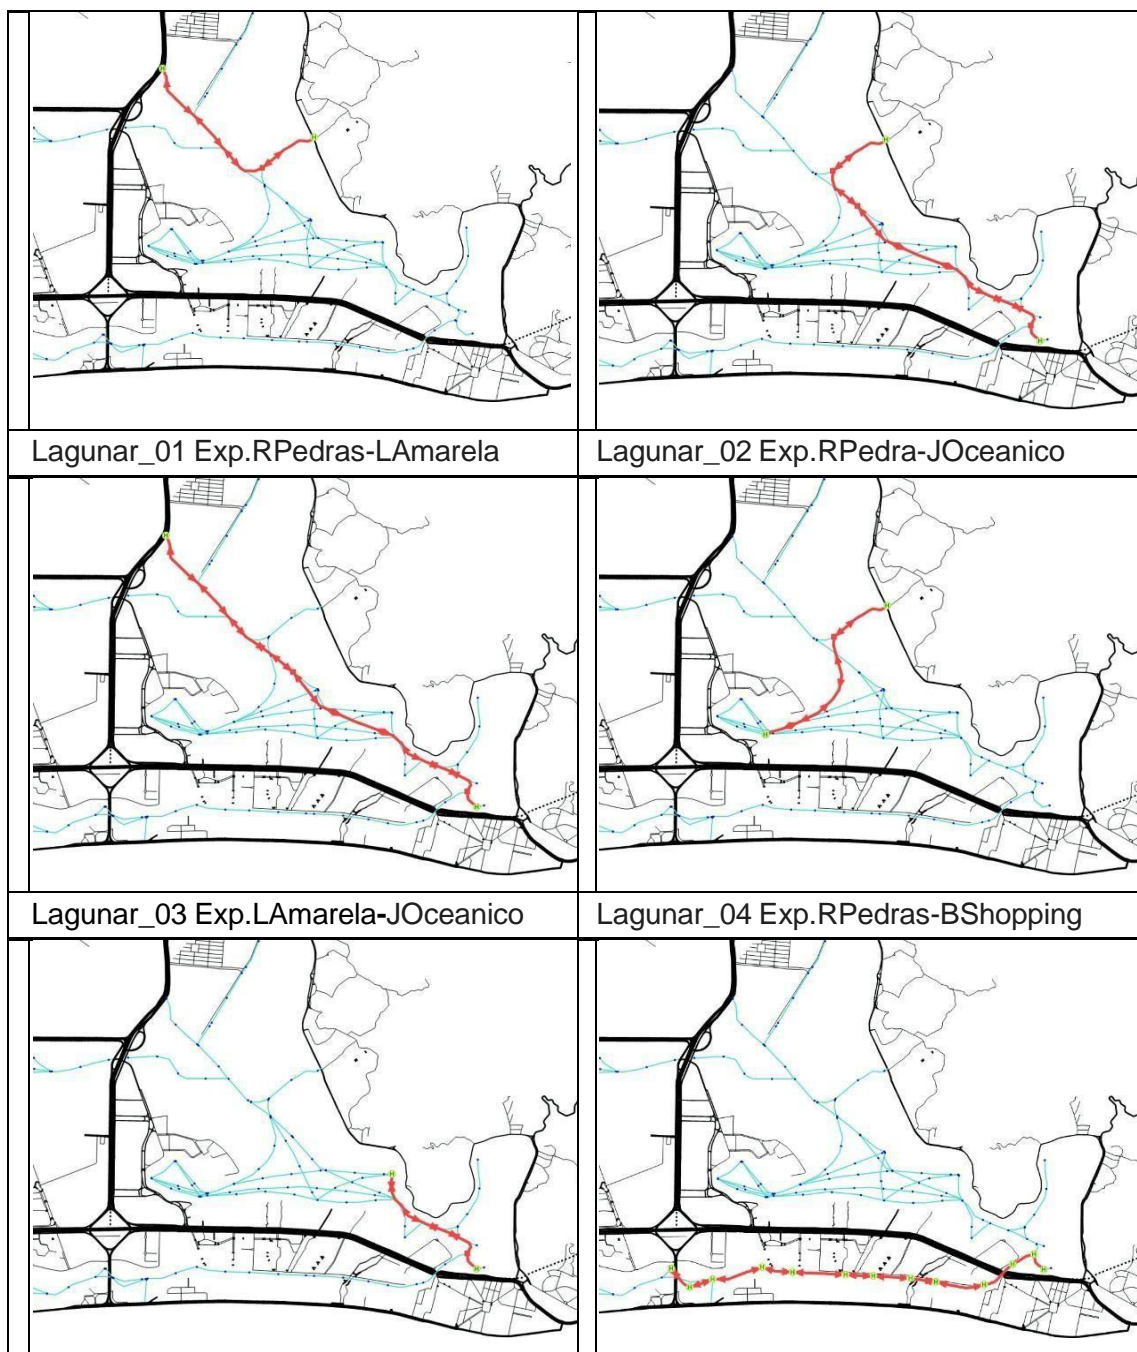 Lagunar_01 Exp.RPedras-LAmarela
Lagunar_02 Exp.RPedra-JOceanico
Lagunar_03 Exp.LAmarela-JOceanico
Lagunar_04 Exp.RPedras-BShopping